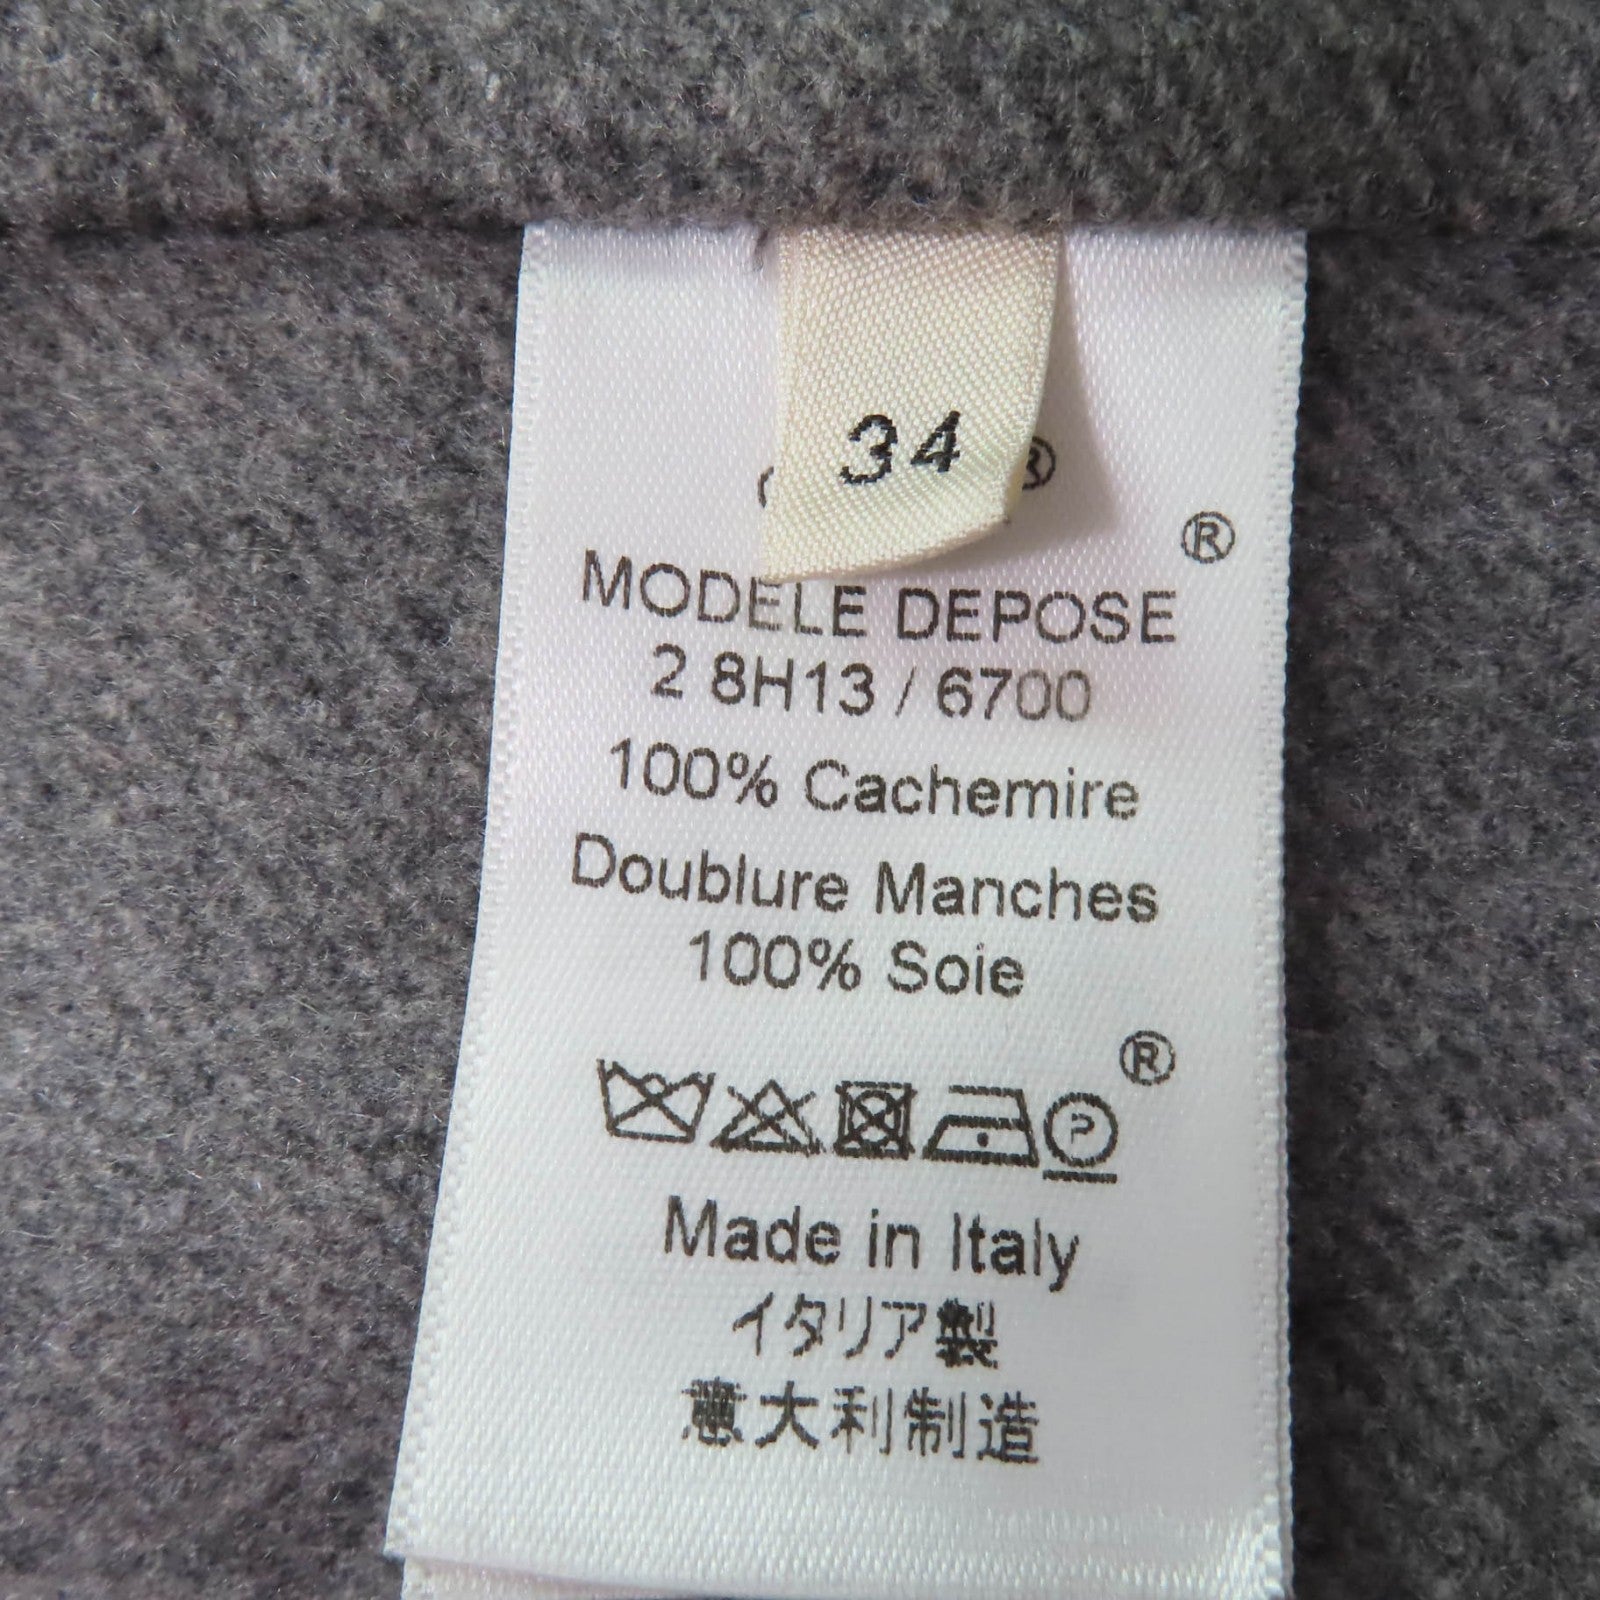 34
®
®
MODELE DEPOSE
2 8H13 / 6700
100% Cachemire
Doublure Manches
100% Soie
®
P
Made in Italy
イタリア製
意大利制造